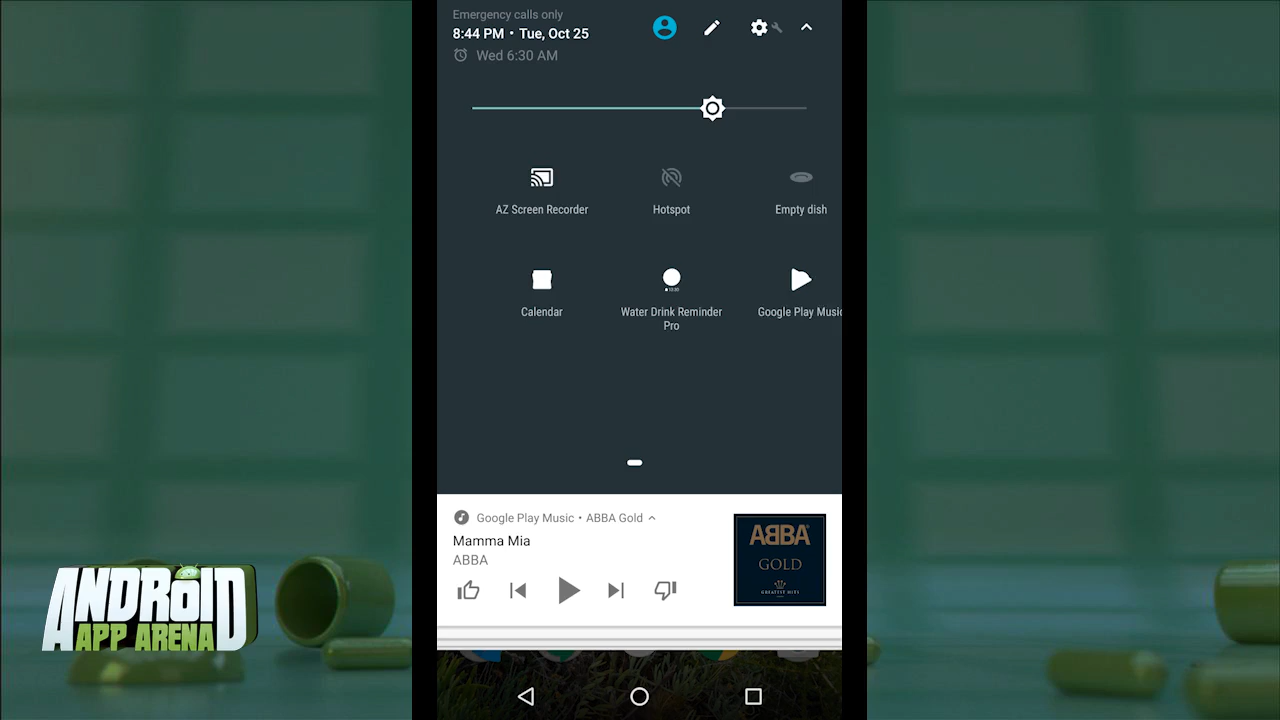 Emergency calls only
8:44 PM • Tue, Oct 25
Wed 6:30 AM
AZ Screen Recorder
Hotspot
Empty dish
Calendar
Water Drink Reminder
Pro
Google Play Music
Google Play Music • ABBA Gold
Mamma Mia
ABBA
ABBA
GOLD
GREATEST HITS
ANDROID
APP ARENA